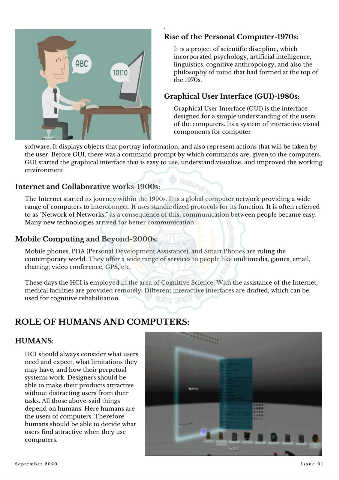 ABC
Rise of the Personal Computer-1970s:
It is a project of scientific discipline, which
incorporated psychology, artificial intelligence,
linguistics, cognitive anthropology, and also the
philosophy of mind that had formed at the top of
the 1970s.
Graphical User Interface (GUI)-1980s:
Graphical User Interface (GUI) is the interface
designed for a simple understanding of the users
of the computers. Its a system of interactive visual
components for computer
software. It displays objects that portray information, and also represent actions that will be taken by
the user. Before GUI, there was a command prompt by which commands are given to the computers.
GUI started the graphical interface that is easy to use, understand visualize, and improved the working
environment
Internet and Collaborative works-1990s:
The Internet started its journey within the 1990s. It is a global computer network providing a wide
range of computers to interconnect. It uses standardized protocols for its function. It is often referred
to as "Network of Networks," as a consequence of this, communication between people became easy.
Many new technologies arrived for better communication.
Mobile Computing and Beyond-2000s:
Mobile phones, PDA (Personal Development Assistance), and Smart Phones are ruling the
contemporary world. They offer a wide range of services to people like multimedia, games, email,
chatting, video conference, GPS, etc.
These days the HCI is employed in the area of Cognitive Science. With the assistance of the Internet,
medical facilities are provided remotely. Different interactive interfaces are drafted, which can be
used for cognitive rehabilitation.
ROLE OF HUMANS AND COMPUTERS:
HUMANS:
HCI should always consider what users
need and expect, what limitations they
may have, and how their perpetual
systems work. Designers should be
able to make their products attractive
without distracting users from their
tasks. All those above-said things
depend on humans. Here humans are
the users of computers. Therefore
humans should be able to decide what
users find attractive when they use
computers.